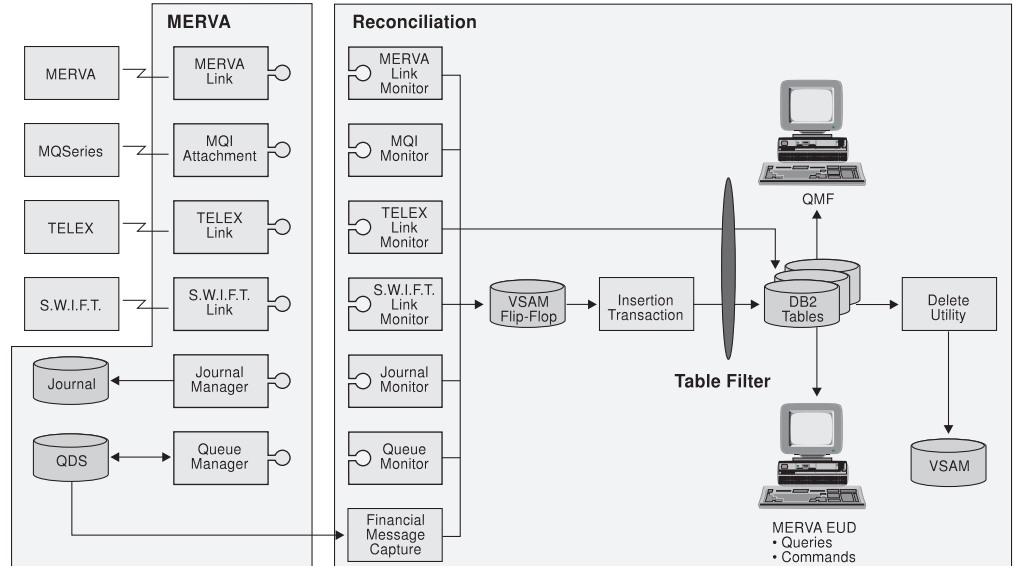 MERVA
Reconciliation
MERVA
MERVA
Link
MERVA
Link
Monitor
MQSeries
MQI
Attachment
MQI
Monitor
QMF
TELEX
TELEX
Link
TELEX
Link
Monitor
S.W.I.F.T.
S.W.I.F.T.
Link
S.W.I.F.T.
Link
Monitor
VSAM
Flip-Flop
Insertion
Transaction
DB2
Tables
Delete
Utility
Table Filter
Journal
Journal
Manager
Journal
Monitor
QDS
Queue
Manager
Queue
Monitor
VSAM
Financial
Message
Capture
MERVA EUD
• Queries
• Commands